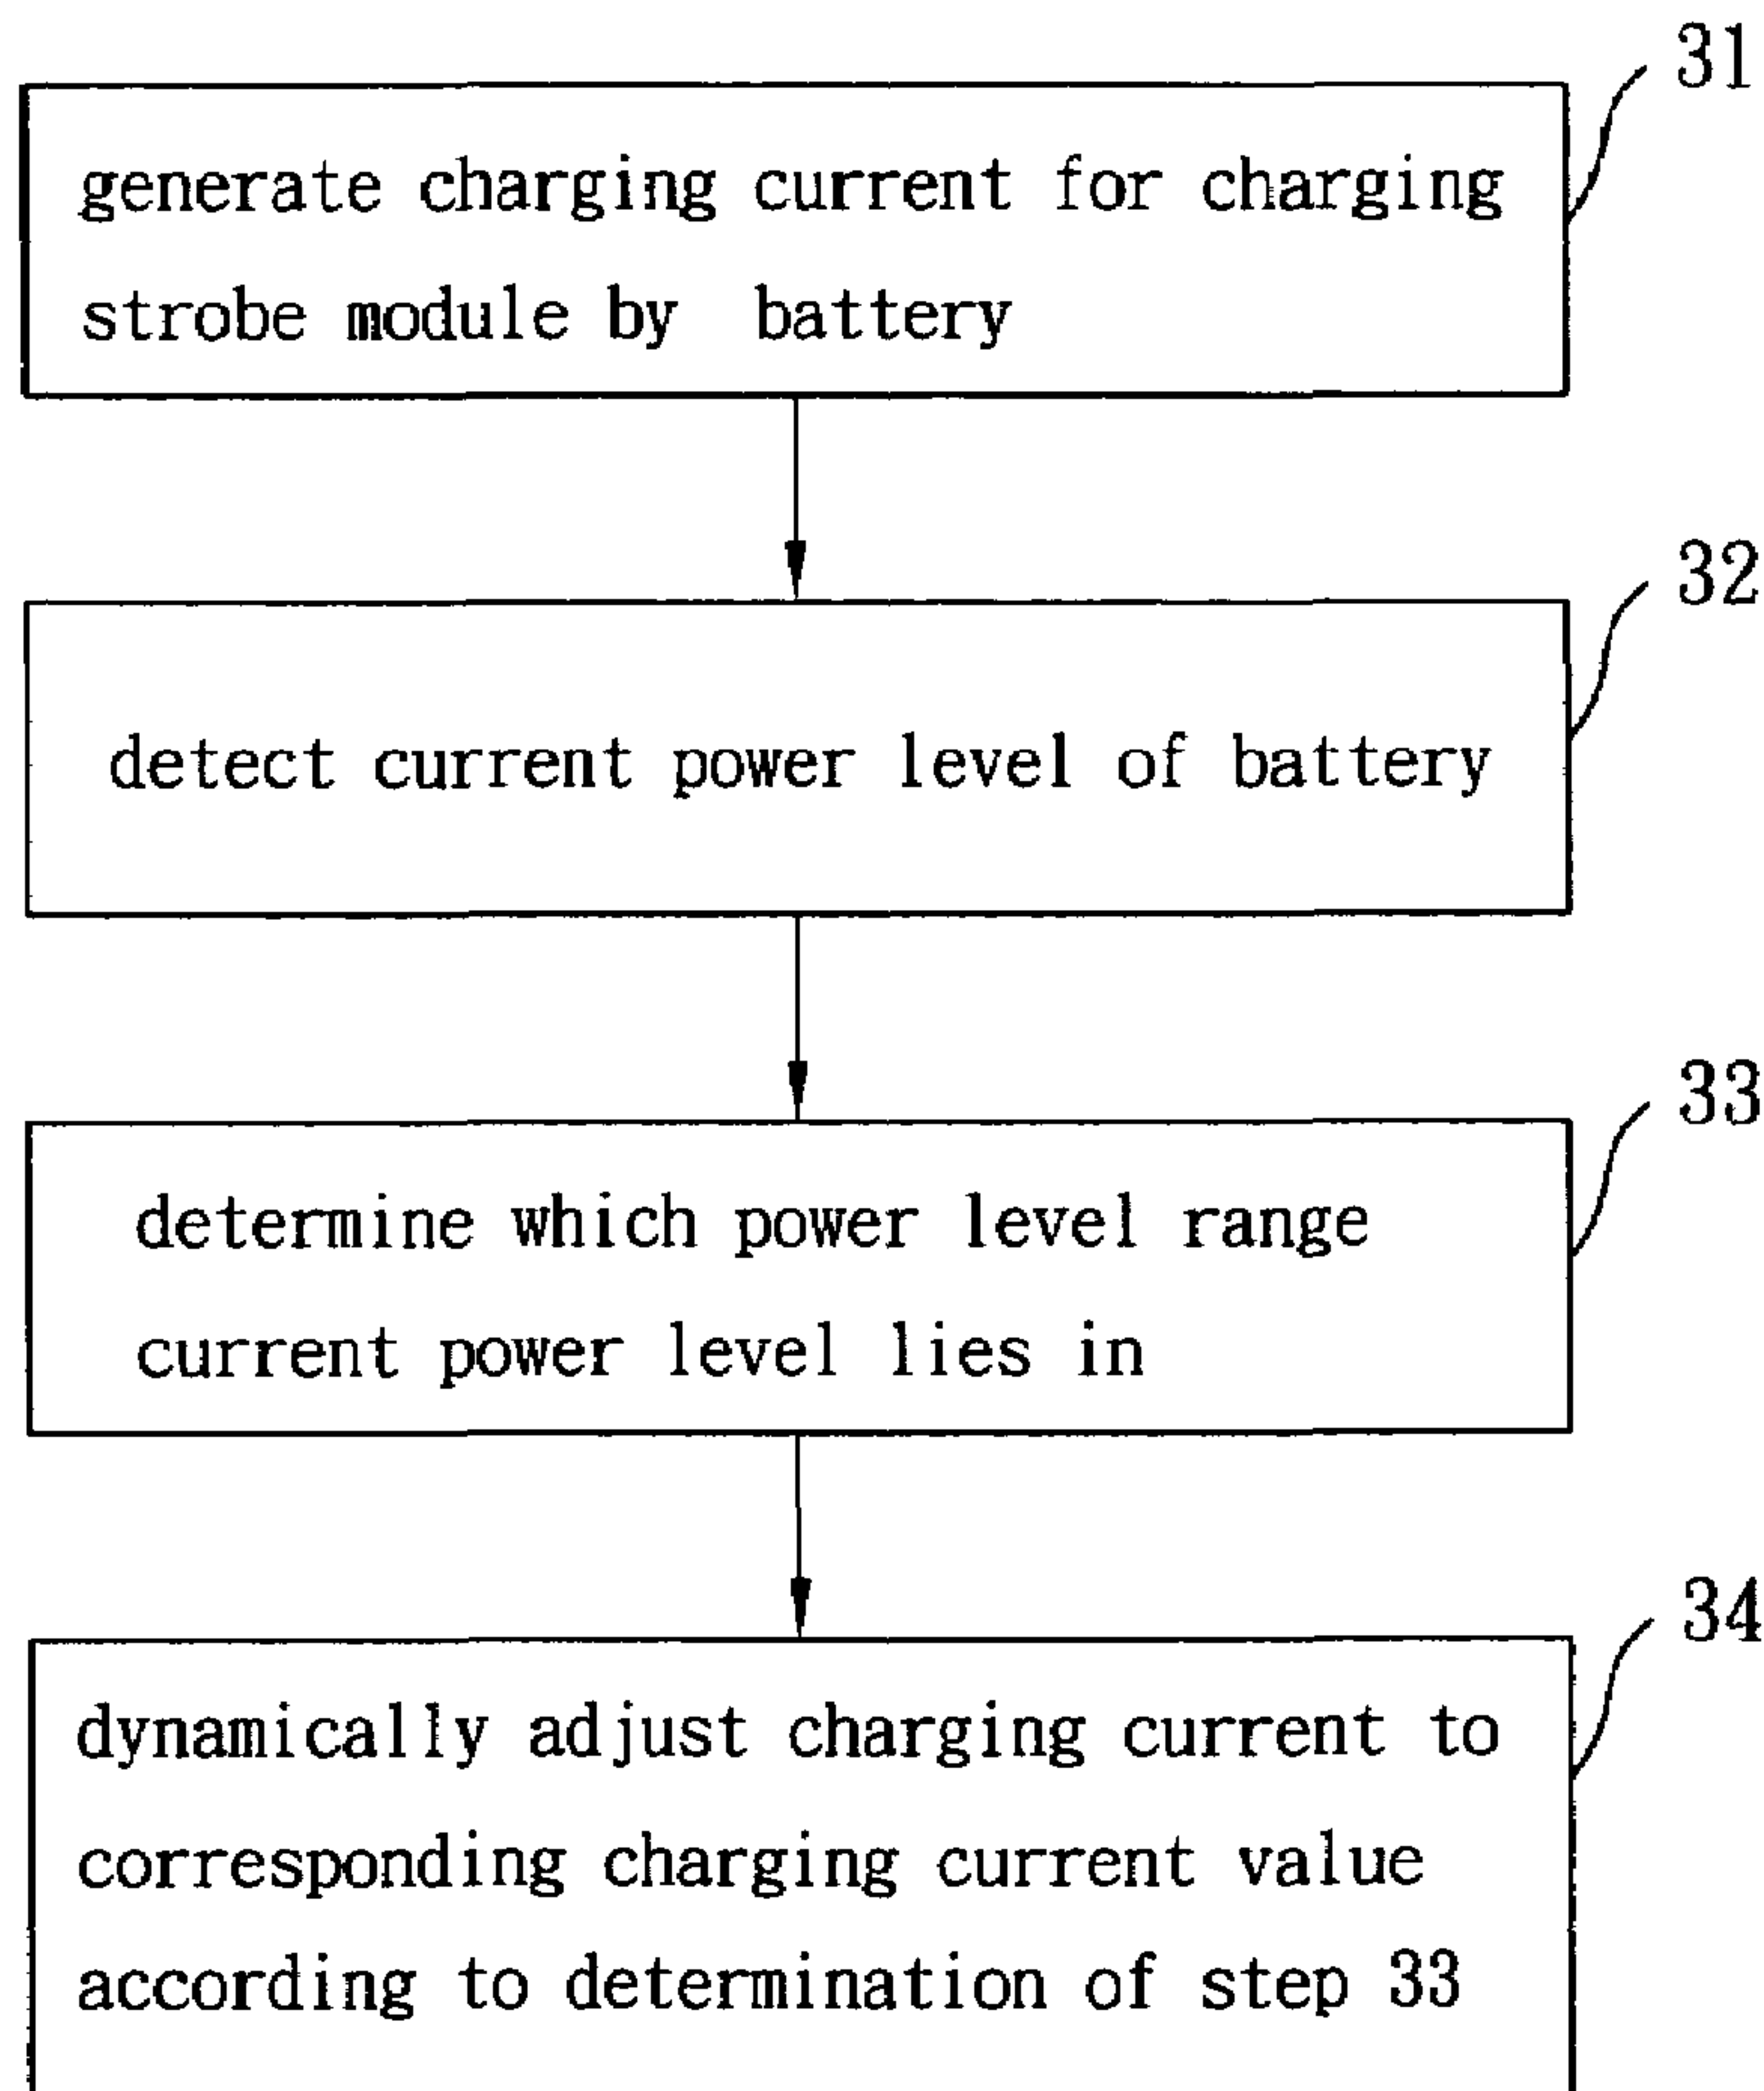 31
generate charging current for charging
strobe module by battery
32
detect current power level of battery
33
determine which power level range
current power level lies in
34
dynamically adjust charging current to
corresponding charging current value
according to determination of step 33